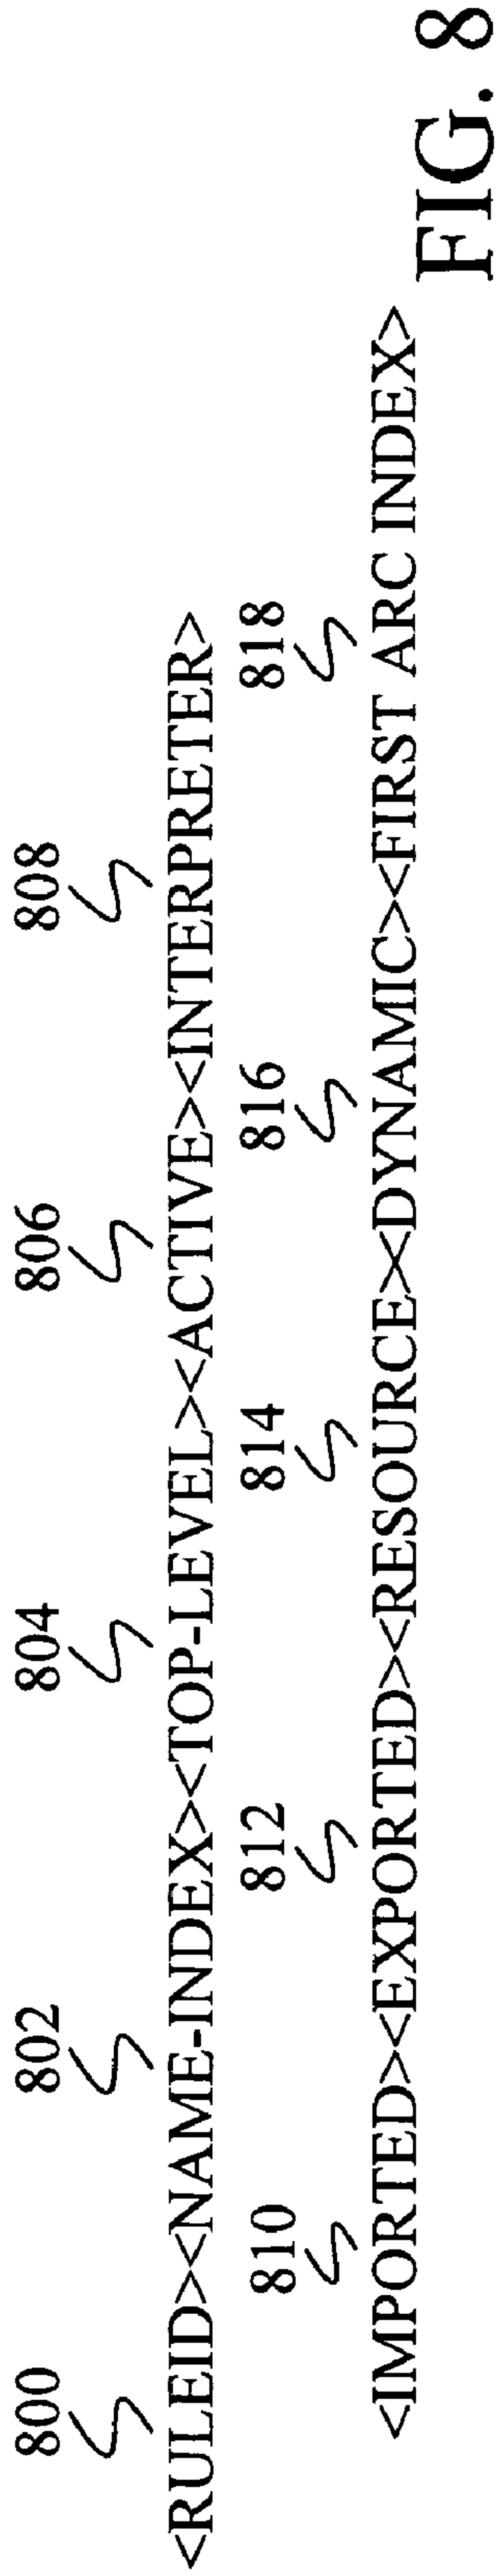 800 802 804 806 808
<RULEID><NAME-INDEX><TOP-LEVEL><ACTIVE><INTERPRETER>
810 812 814 816 818
<IMPORTED><EXPORTED><RESOURCE><DYNAMIC><FIRST ARC INDEX>
FIG. 8